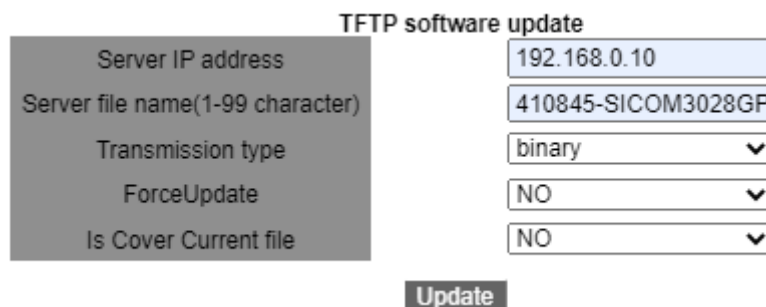 TFTP software update
Server IP address 192.168.0.10
Server file name(1-99 character) 410845-SICOM3028GP
Transmission type binary
ForceUpdate NO
Is Cover Current file NO
Update